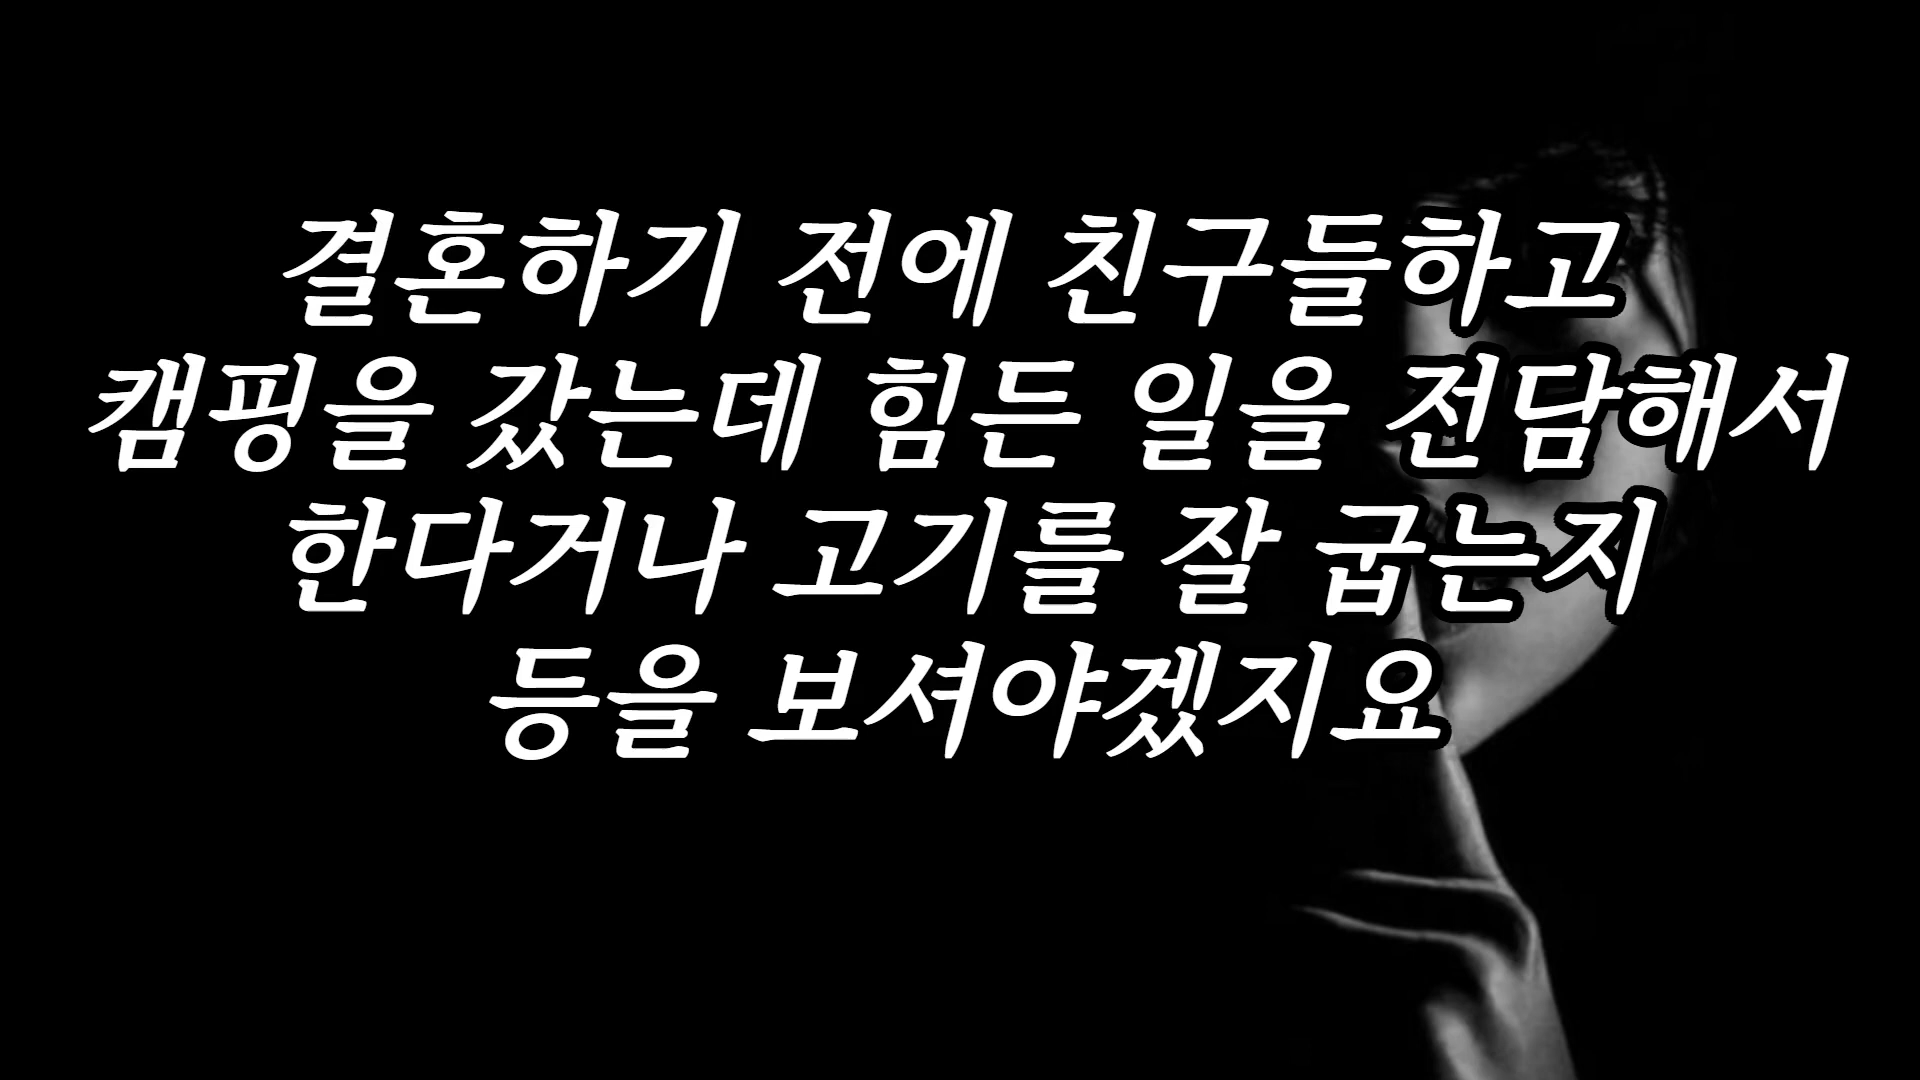 결혼하기 전에 친구들하고
캠핑을 갔는데 힘든 일을 전담해서
한다거나 고기를 잘 굽는지
등을 보셔야겠지요